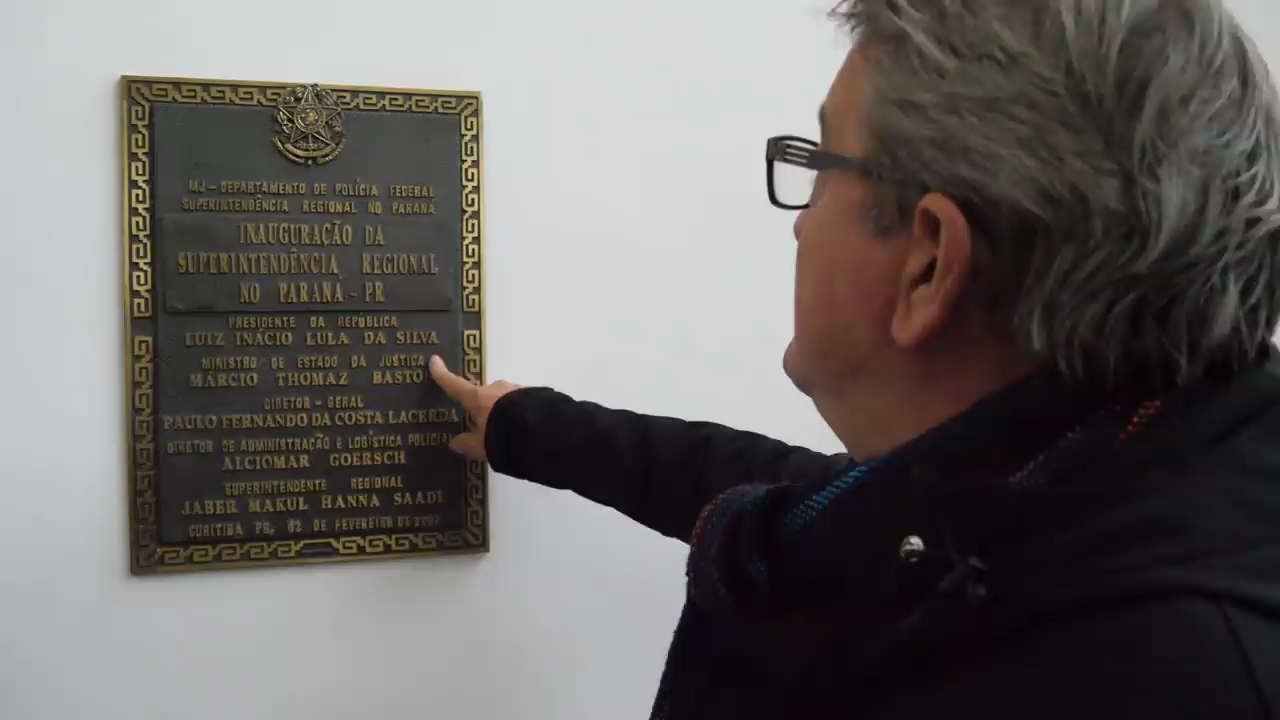 MJ - DEPARTAMENTO DE POLÍCIA FEDERAL
SUPERINTENDÊNCIA REGIONAL NO PARANÁ
INAUGURAÇÃO DA
SUPERINTENDÊNCIA REGIONAL
NO PARANÁ - PR
PRESIDENTE DA REPÚBLICA
LUIZ INÁCIO LULA DA SILVA
MINISTRO DE ESTADO DA JUSTIÇA
MÁRCIO THOMAZ BASTOS
DIRETOR - GERAL
PAULO FERNANDO DA COSTA LACERDA
DIRETOR DE ADMINISTRAÇÃO E LOGÍSTICA POLICIAL
ALCIOMAR GOERSCH
SUPERINTENDENTE REGIONAL
JABER MAKUL HANNA SAADI
CURITIBA PR, 02 DE FEVEREIRO DE 2007